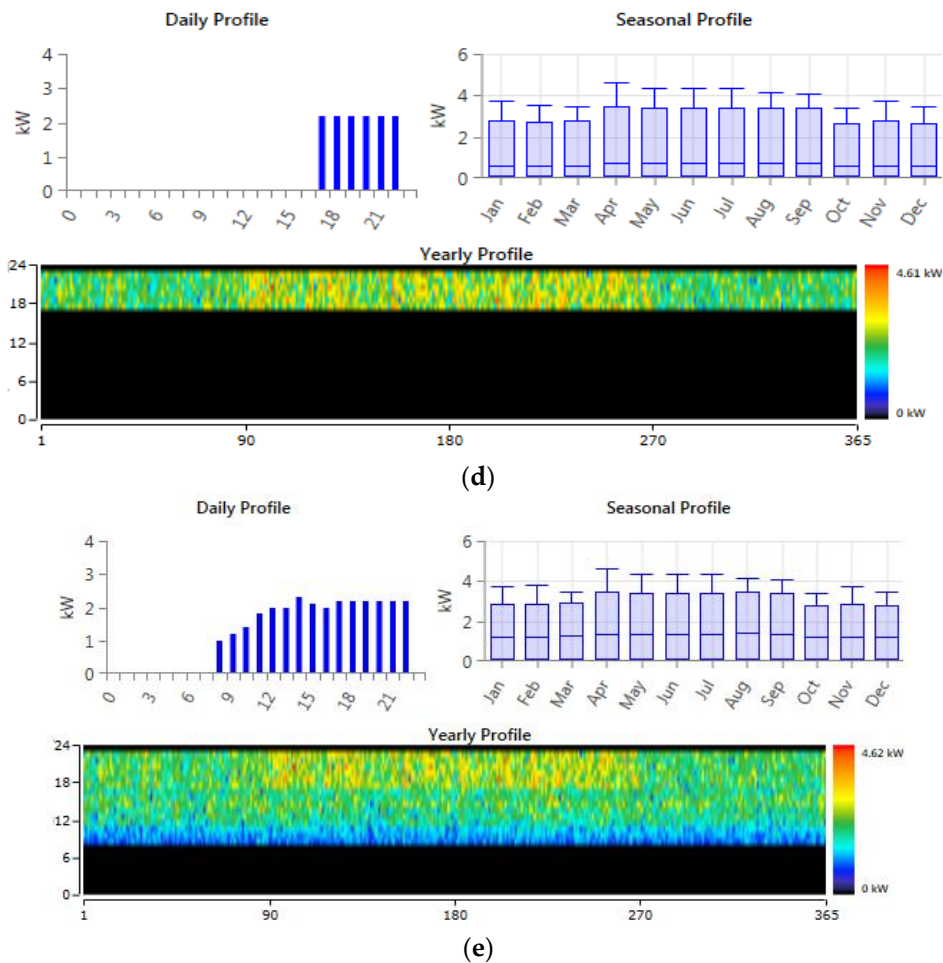 Daily Profile
4
3
2
1
0
kW
0 3 6 9 12 15 18 21
Seasonal Profile
6
4
2
0
kW
Jan Feb Mar Apr May Jun Jul Aug Sep Oct Nov Dec
Yearly Profile
24
18
12
6
0
1 90 180 270 365
4.61 kW
0 kW
(d)
Daily Profile
4
3
2
1
0
kW
0 3 6 9 12 15 18 21
Seasonal Profile
6
4
2
0
kW
Jan Feb Mar Apr May Jun Jul Aug Sep Oct Nov Dec
Yearly Profile
24
18
12
6
0
1 90 180 270 365
4.62 kW
0 kW
(e)